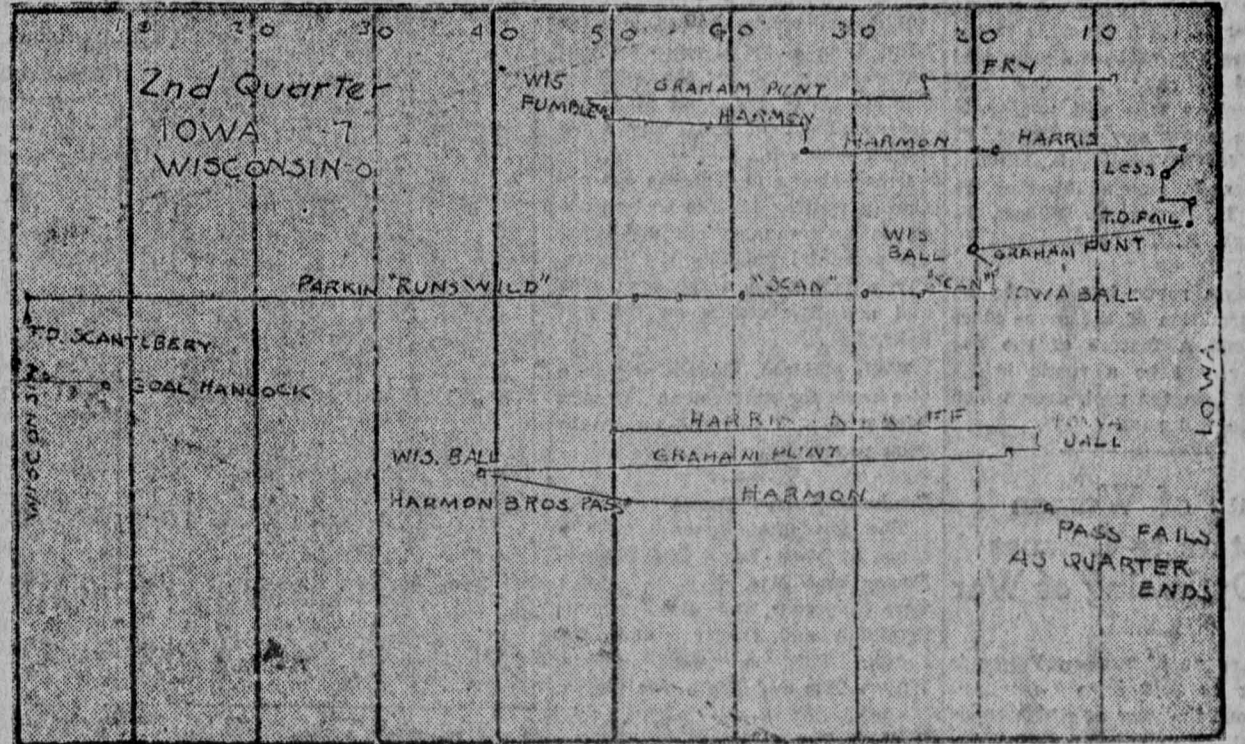 10 20 30 40 50 40 30 20 10
2nd Quarter
IOWA 7
WISCONSIN-0
WIS
FUMBLE
GRAHAM PUNT
FRY
HARMON
HARMON
HARRIS
LOSS
T.D. FAIL
WIS
BALL
GRAHAM PUNT
PARKIN "RUNS WILD"
"SCAN"
"SCAN"
IOWA BALL
T.D. SCANTLBERY
WISCONSIN
GOAL HANCOCK
IOWA
HARRIS KICKOFF
IOWA
BALL
WIS. BALL
GRAHAM PUNT
HARMON BROS. PASS
HARMON
PASS FAILS
AS QUARTER
ENDS